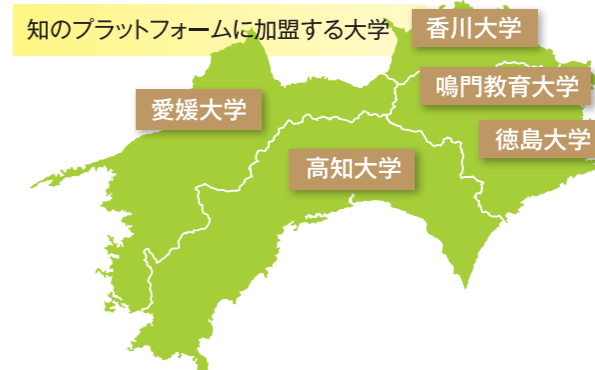 知のプラットフォームに加盟する大学
香川大学
鳴門教育大学
愛媛大学
徳島大学
高知大学